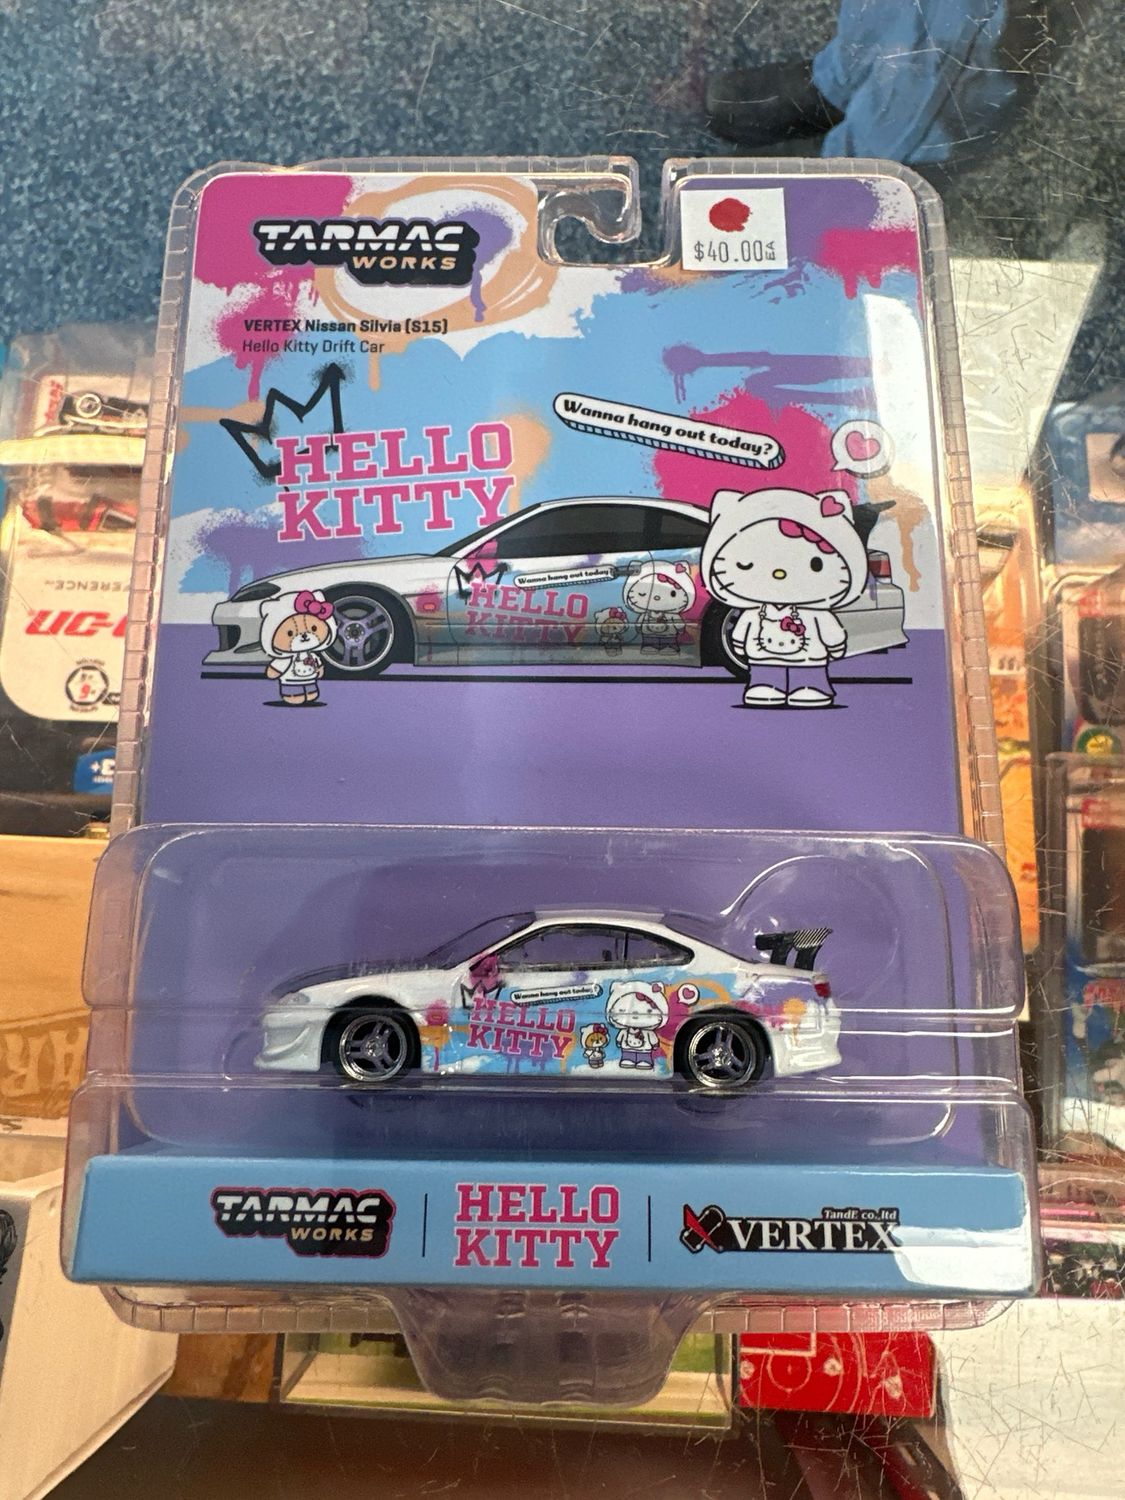 TARMAC
WORKS
$40.00EA
VERTEX Nissan Silvia (S15)
Hello Kitty Drift Car
Wanna hang out today?
HELLO
KITTY
Wanna hang out today?
HELLO
KITTY
Wanna hang out today?
HELLO
KITTY
TARMAC
WORKS
HELLO
KITTY
TandE co.,ltd
VERTEX